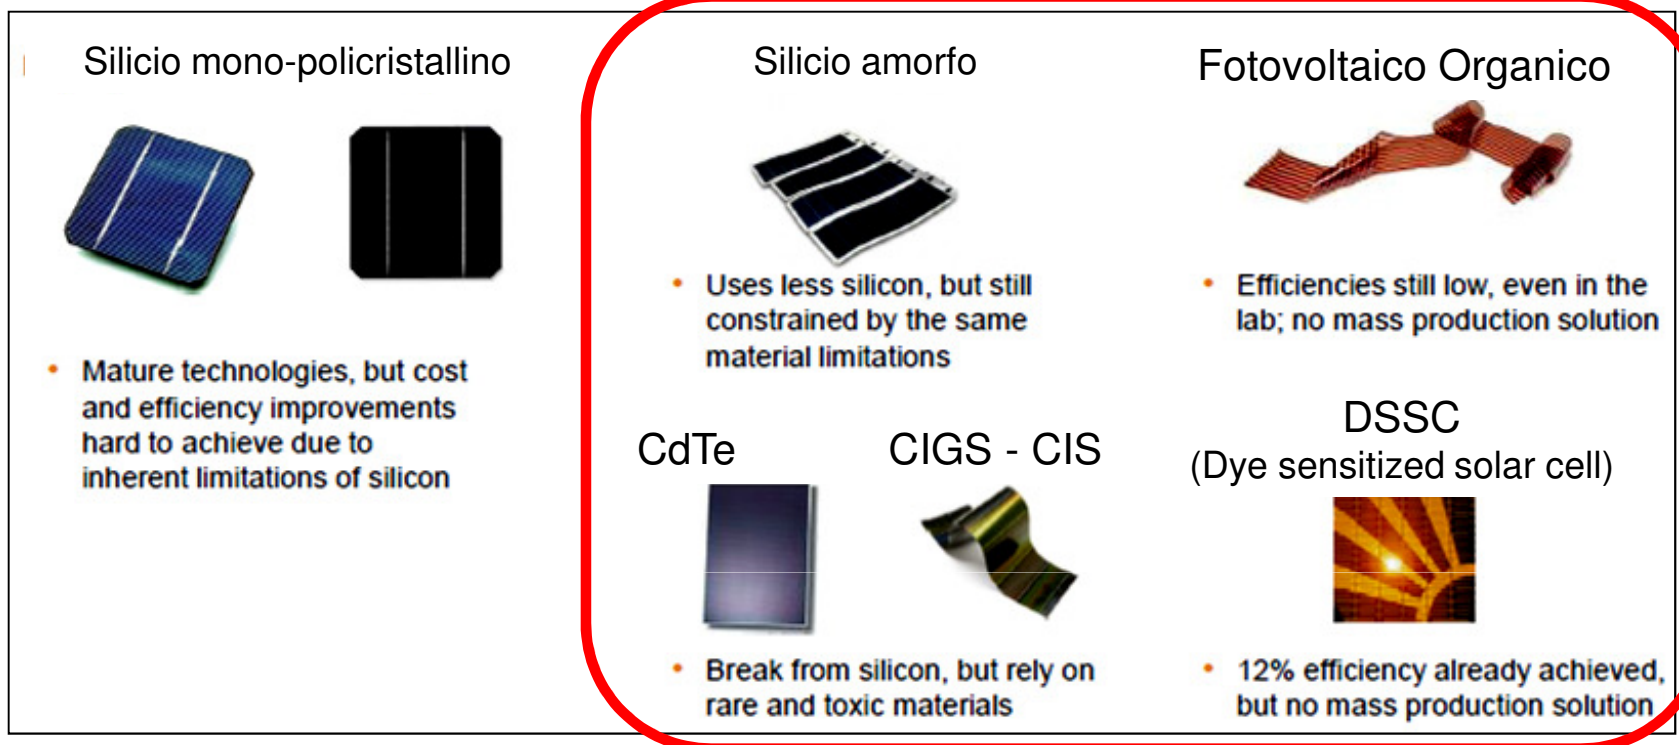 Silicio mono-policristallino
• Mature technologies, but cost
and efficiency improvements
hard to achieve due to
inherent limitations of silicon
Silicio amorfo
• Uses less silicon, but still
constrained by the same
material limitations
Fotovoltaico Organico
• Efficiencies still low, even in the
lab; no mass production solution
CdTe
CIGS - CIS
• Break from silicon, but rely on
rare and toxic materials
DSSC
(Dye sensitized solar cell)
• 12% efficiency already achieved,
but no mass production solution